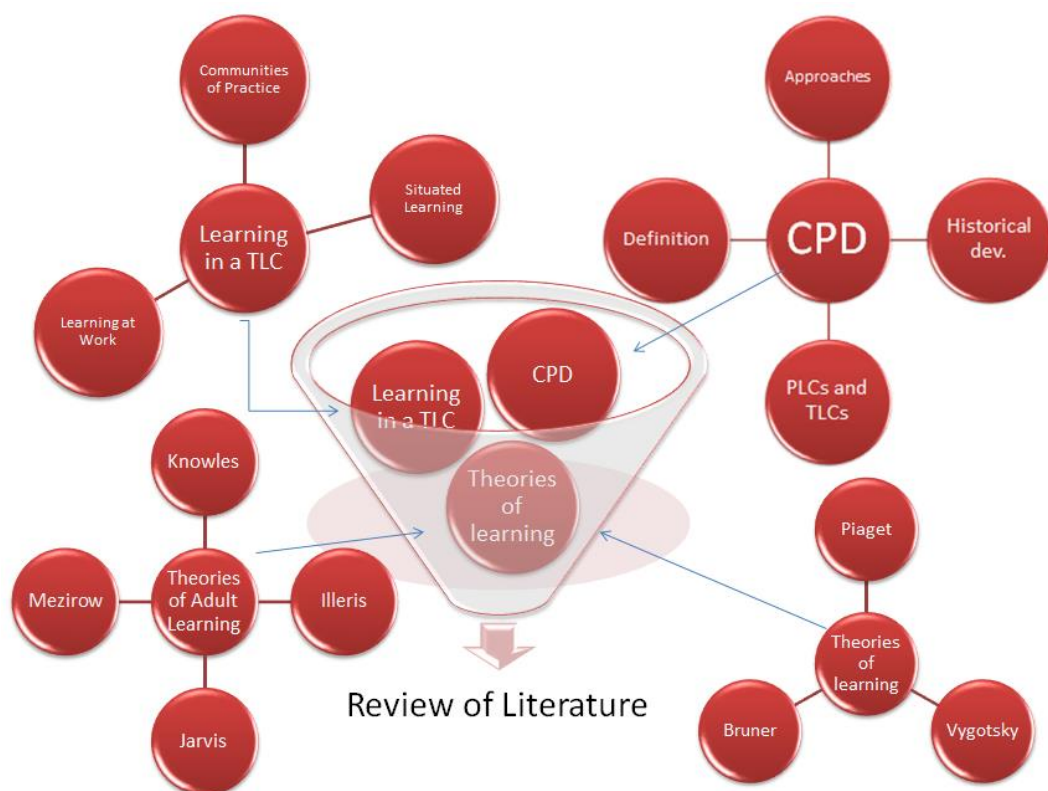 Communities
of Practice
Situated
Learning
Learning
in a TLC
Learning at
Work
Approaches
Definition
CPD
Historical
dev.
PLCs and
TLCs
Learning
in a TLC
CPD
Theories
of
learning
Knowles
Mezirow
Theories
of Adult
Learning
Illeris
Jarvis
Piaget
Theories
of
learning
Bruner
Vygotsky
Review of Literature